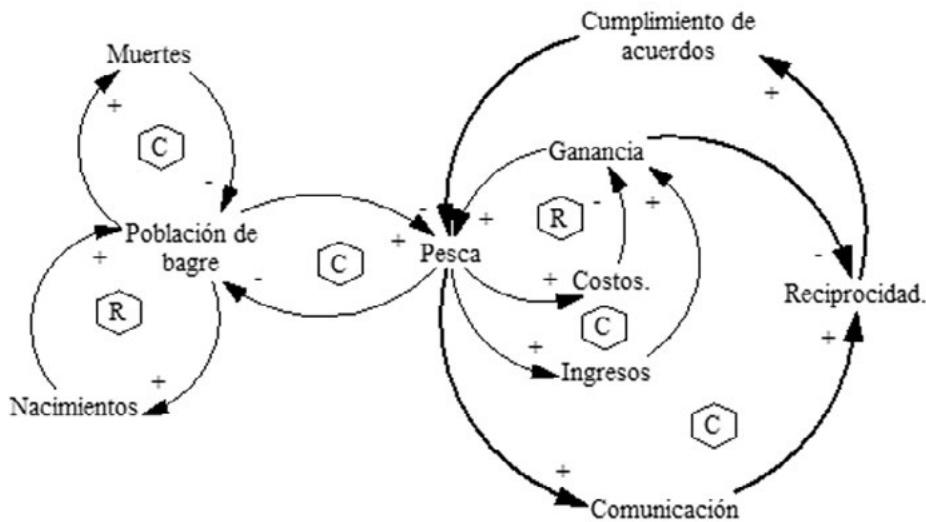 Cumplimiento de
acuerdos
Muertes
+
+
C
Ganancia
-
-
+
-
+
R
Población de
bagre
+
Pesca
-
+
C
-
+
Costos.
Reciprocidad.
R
C
+
+
+
Ingresos
Nacimientos
C
+
Comunicación